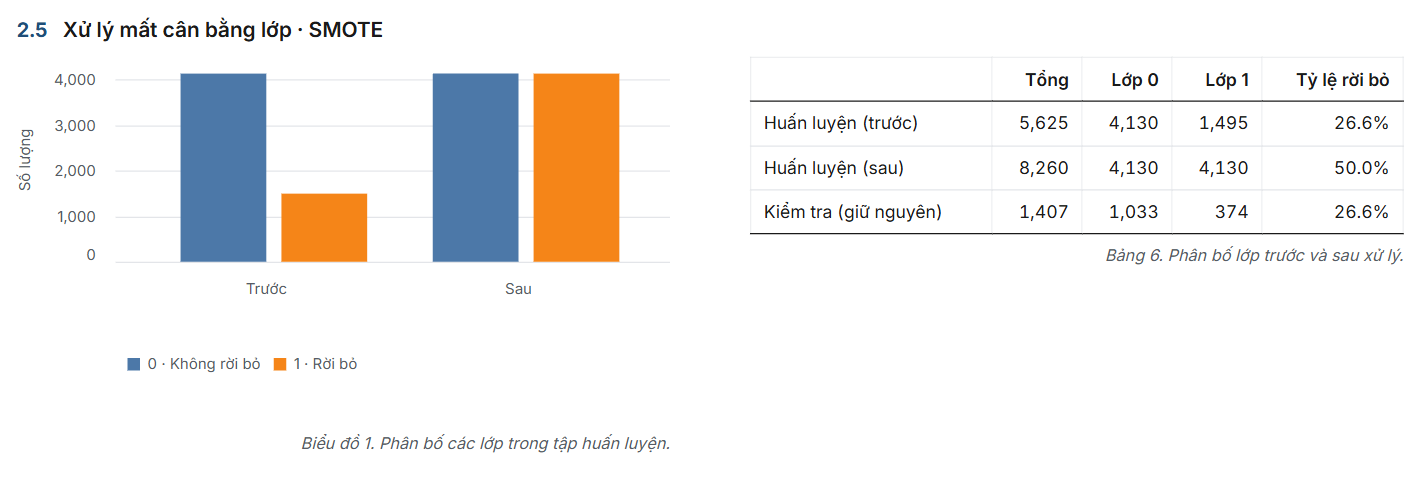 2.5 Xử lý mất cân bằng lớp · SMOTE
Số lượng
4,000
3,000
2,000
1,000
0
Trước Sau
0 · Không rời bỏ 1 · Rời bỏ
Biểu đồ 1. Phân bố các lớp trong tập huấn luyện.
Tổng Lớp 0 Lớp 1 Tỷ lệ rời bỏ
Huấn luyện (trước) 5,625 4,130 1,495 26.6%
Huấn luyện (sau) 8,260 4,130 4,130 50.0%
Kiểm tra (giữ nguyên) 1,407 1,033 374 26.6%
Bảng 6. Phân bố lớp trước và sau xử lý.